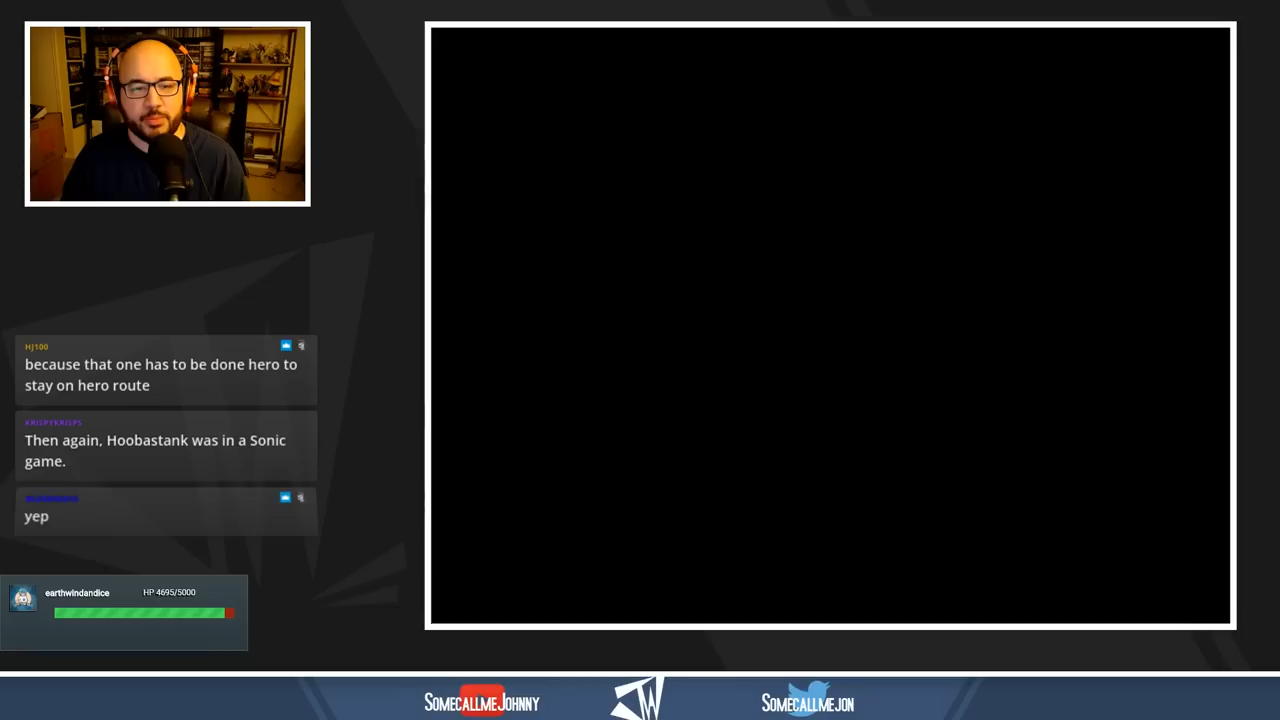 HJ100
because that one has to be done hero to
stay on hero route
KRISPYKRISPS
Then again, Hoobastank was in a Sonic
game.
yep
earthwindandice HP 4695/5000
SOMECALLMEJOHNNY
SOMECALLMEJON